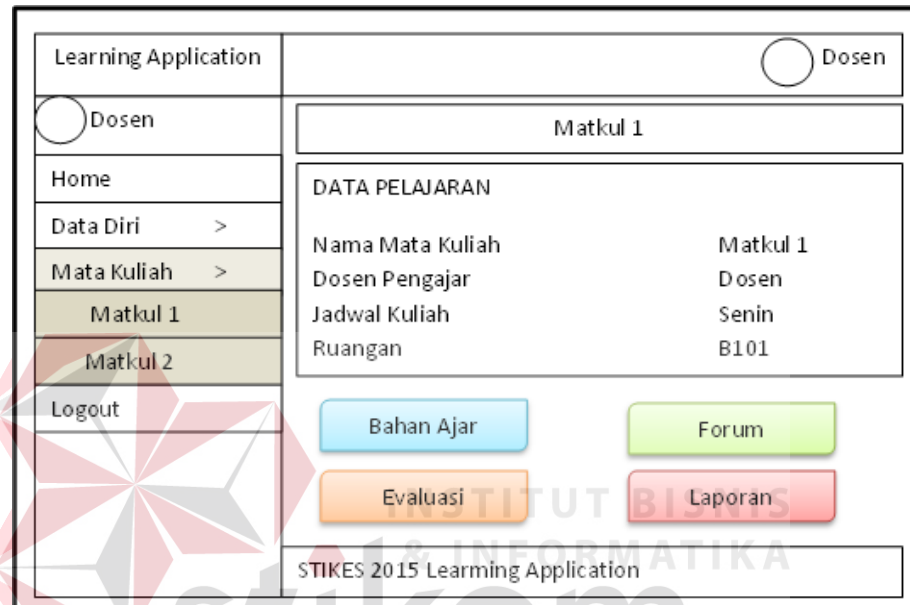 Learning Application
Dosen
Dosen
Home
Data Diri >
Mata Kuliah >
Matkul 1
Matkul 2
Logout
Matkul 1
DATA PELAJARAN
Nama Mata Kuliah Matkul 1
Dosen Pengajar Dosen
Jadwal Kuliah Senin
Ruangan B101
Bahan Ajar Forum
Evaluasi Laporan
STIKES 2015 Learning Application
INSTITUT BISNIS
& INFORMATIKA
stikom